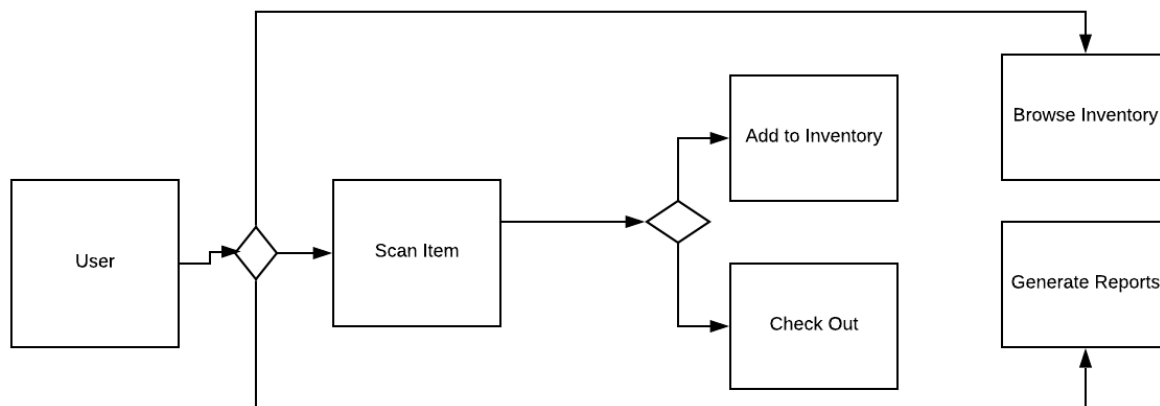 User
Scan Item
Add to Inventory
Check Out
Browse Inventory
Generate Reports